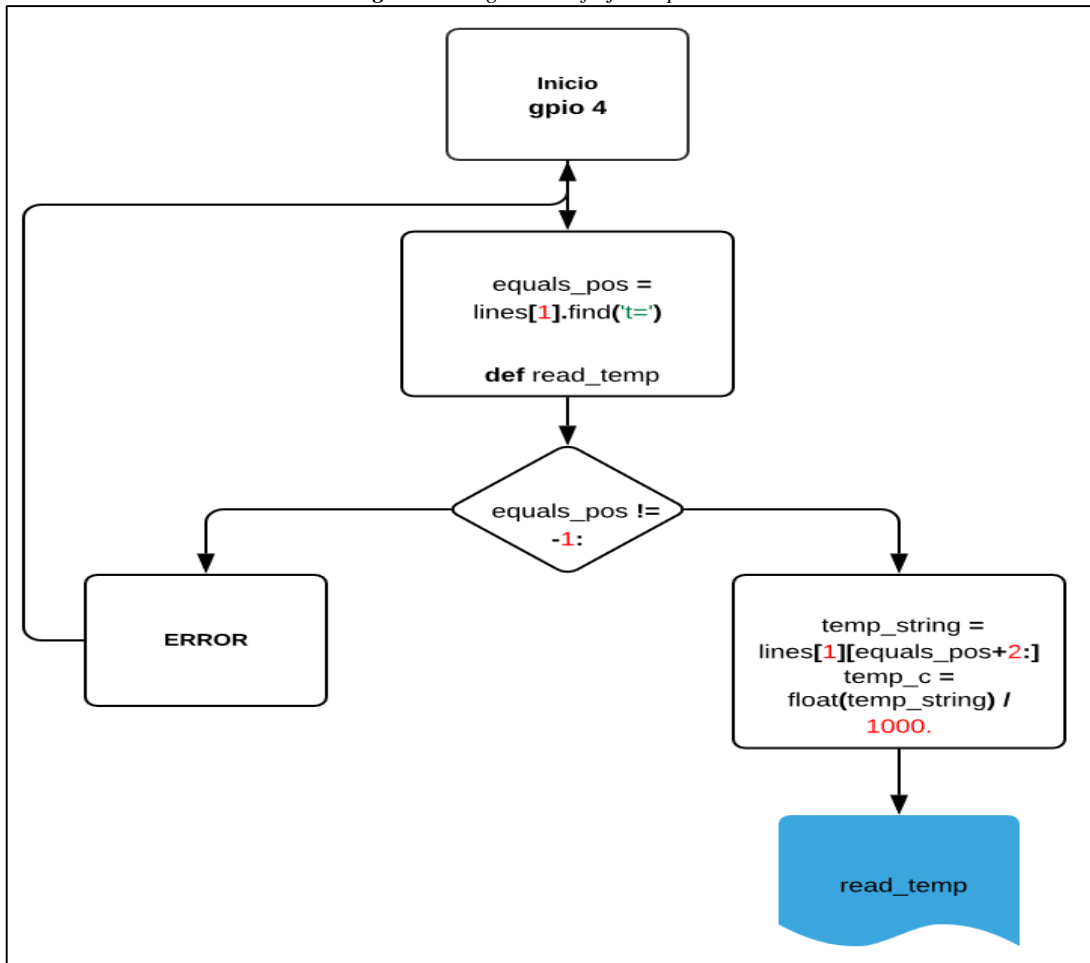 Inicio
gpio 4
equals_pos =
lines[1].find('t=')
def read_temp
equals_pos !=
-1:
ERROR
temp_string =
lines[1][equals_pos+2:]
temp_c =
float(temp_string) /
1000.
read_temp